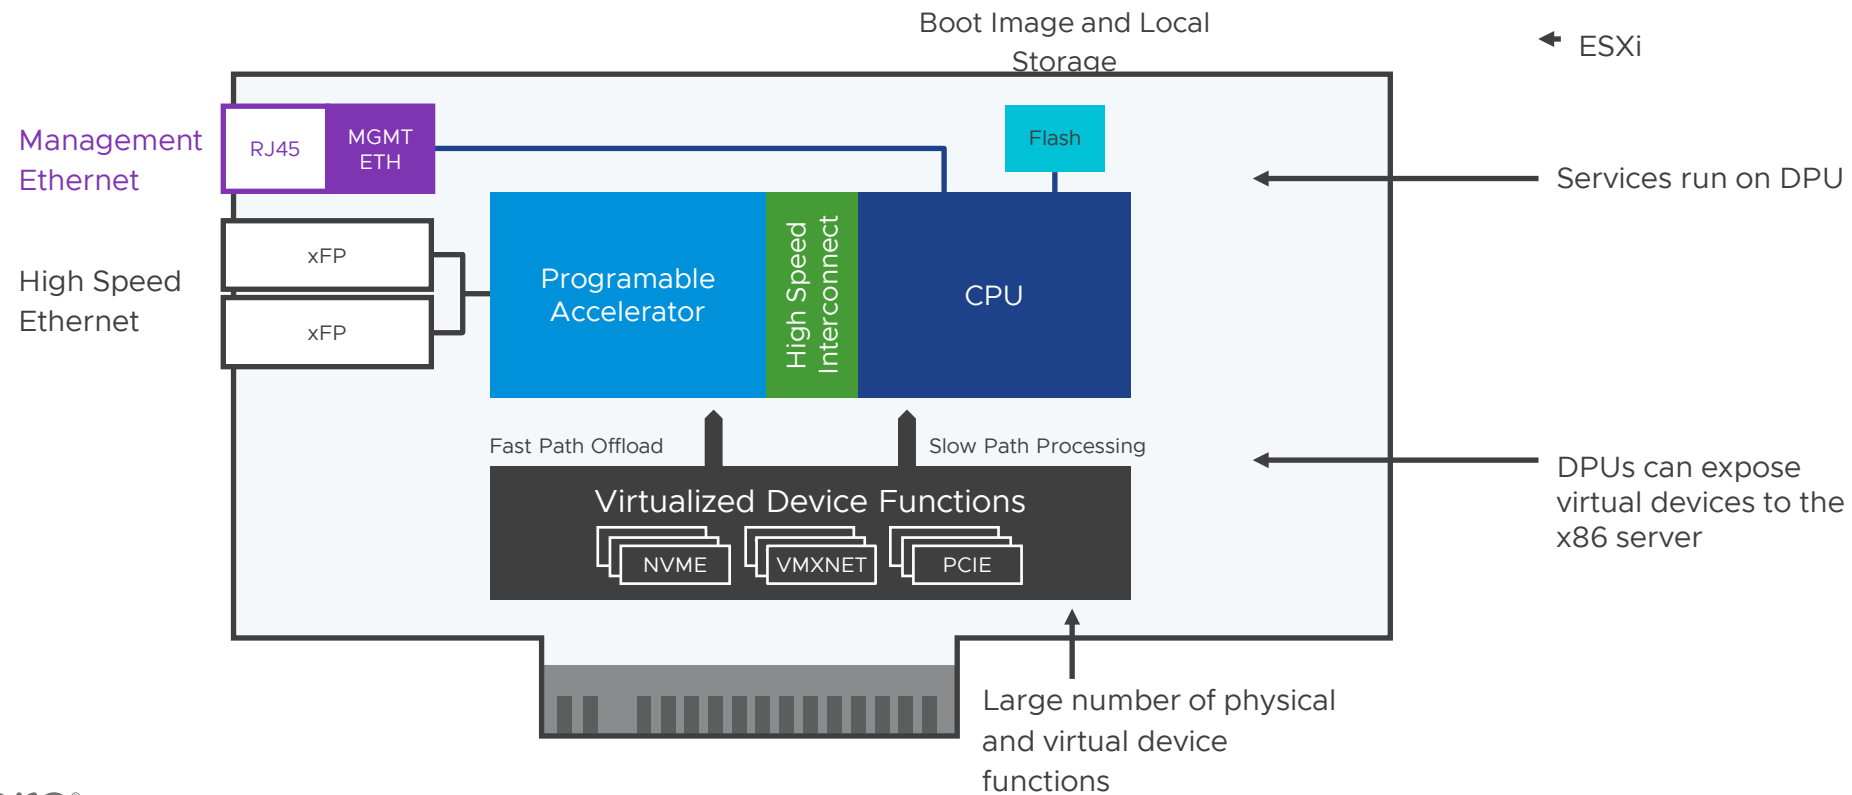 Boot Image and Local
Storage
ESXi
Management
Ethernet
RJ45
MGMT
ETH
Flash
Services run on DPU
High Speed
Ethernet
xFP
xFP
Programable
Accelerator
High Speed
Interconnect
CPU
Fast Path Offload
Slow Path Processing
DPUs can expose
virtual devices to the
x86 server
Virtualized Device Functions
NVME
VMXNET
PCIE
Large number of physical
and virtual device
functions